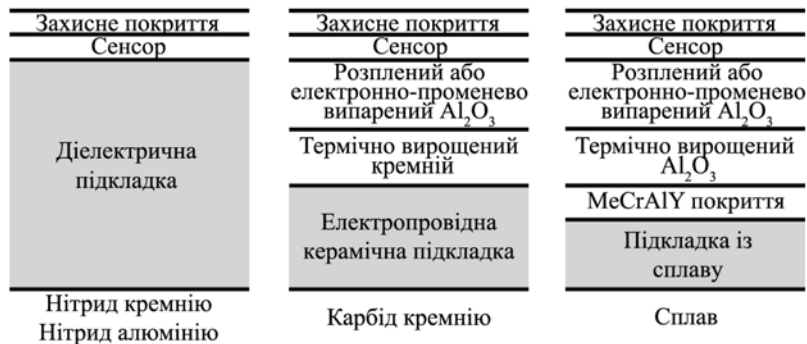 Захисне покриття
Сенсор
Діелектрична
підкладка
Нітрид кремнію
Нітрид алюмінію
Захисне покриття
Сенсор
Розплений або
електронно-променево
випарений Al₂O₃
Термічно вирощений
кремній
Електропровідна
керамічна підкладка
Карбід кремнію
Захисне покриття
Сенсор
Розплений або
електронно-променево
випарений Al₂O₃
Термічно вирощений
Al₂O₃
MeCrAlY покриття
Підкладка із
сплаву
Сплав